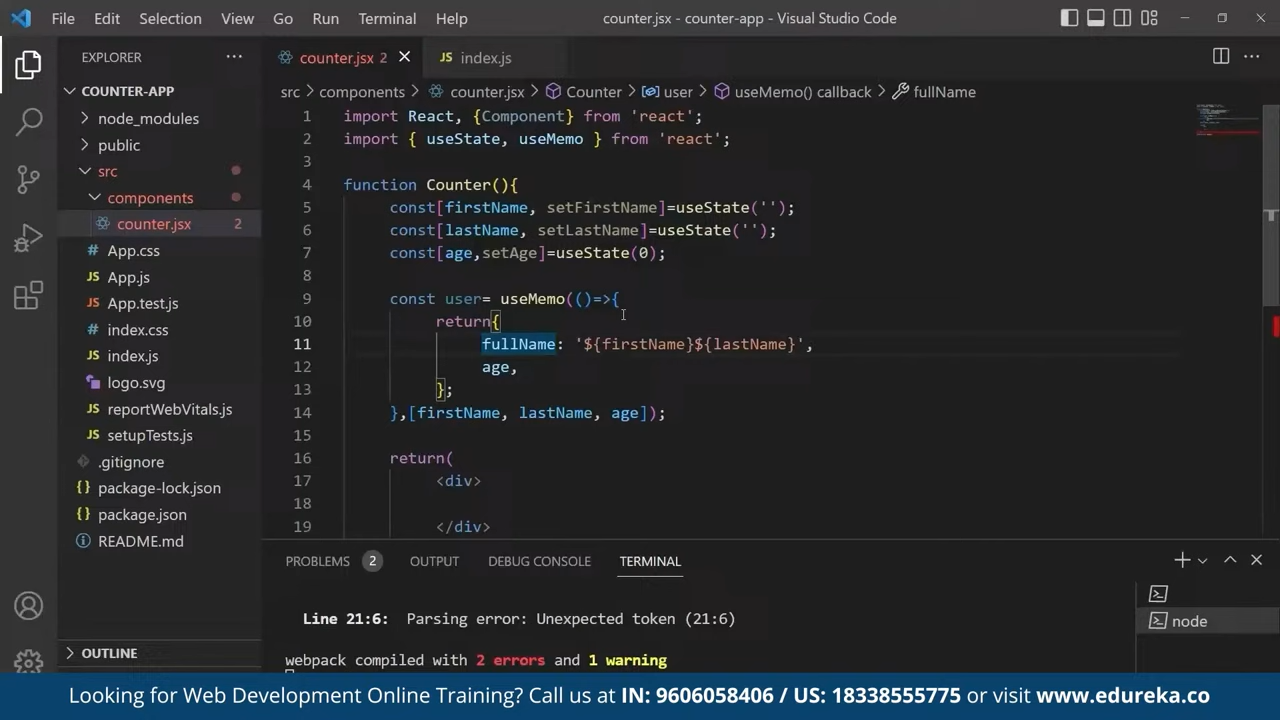 File Edit Selection View Go Run Terminal Help counter.jsx - counter-app - Visual Studio Code
EXPLORER
COUNTER-APP
node_modules
public
src
components
counter.jsx 2
App.css
App.js
App.test.js
index.css
index.js
logo.svg
reportWebVitals.js
setupTests.js
.gitignore
package-lock.json
package.json
README.md
OUTLINE
counter.jsx 2 index.js
src > components > counter.jsx > Counter > user > useMemo() callback > fullName
1 import React, {Component} from 'react';
2 import { useState, useMemo } from 'react';
3
4 function Counter(){
5 const[firstName, setFirstName]=useState('');
6 const[lastName, setLastName]=useState('');
7 const[age,setAge]=useState(0);
8
9 const user= useMemo(()=>{
10 return{
11 fullName: '${firstName}${lastName}',
12 age,
13 };
14 },[firstName, lastName, age]);
15
16 return(
17 <div>
18
19 </div>
PROBLEMS 2 OUTPUT DEBUG CONSOLE TERMINAL
Line 21:6: Parsing error: Unexpected token (21:6)
webpack compiled with 2 errors and 1 warning
node
Looking for Web Development Online Training? Call us at IN: 9606058406 / US: 18338555775 or visit www.edureka.co